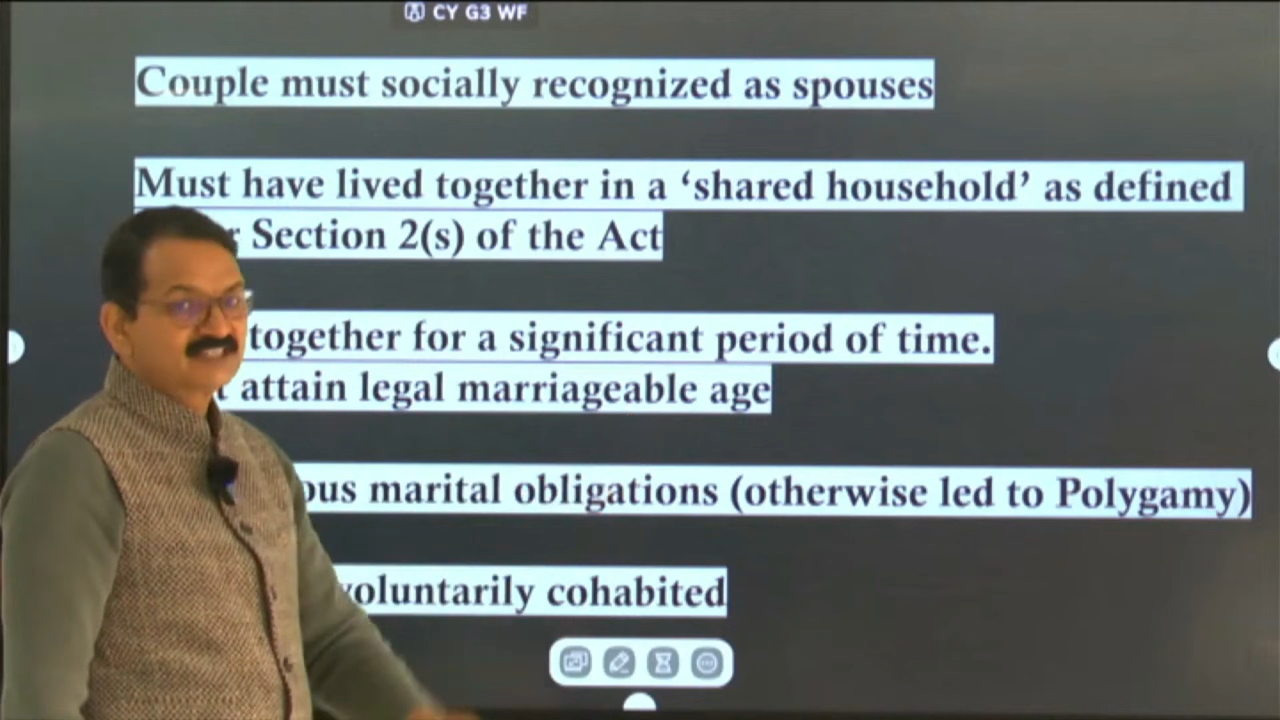 CY G3 WF
Couple must socially recognized as spouses
Must have lived together in a ‘shared household’ as defined
Section 2(s) of the Act
together for a significant period of time.
attain legal marriageable age
marital obligations (otherwise led to Polygamy)
voluntarily cohabited